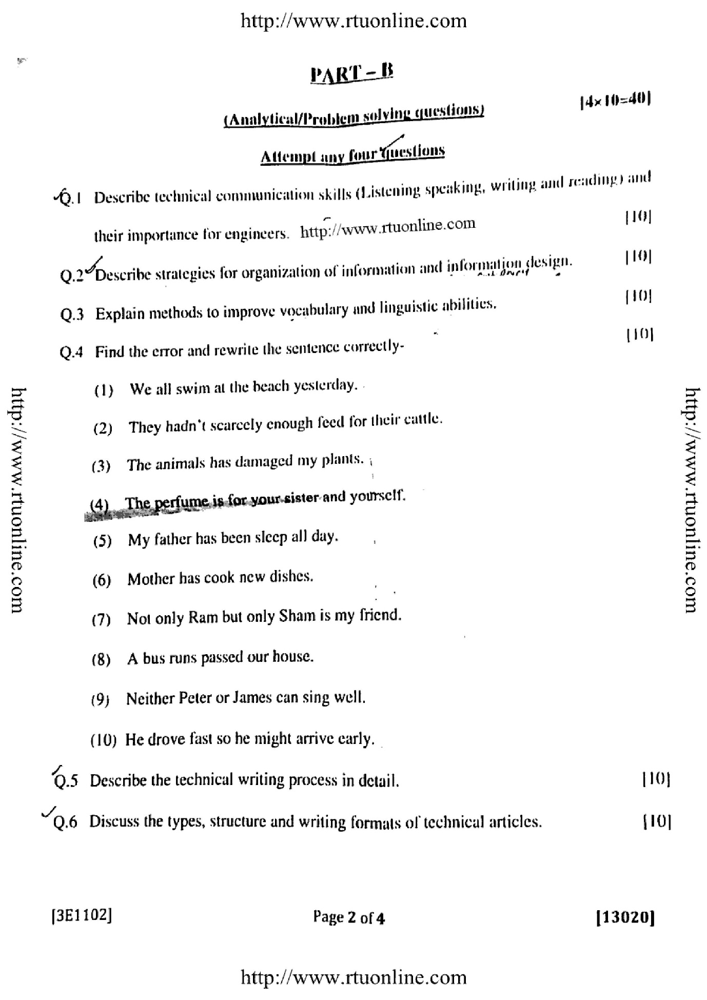 http://www.rtuonline.com
PART – B
[4×10=40]
(Analytical/Problem solving questions)
Attempt any four questions
Q.1 Describe technical communication skills (Listening speaking, writing and reading) and
their importance for engineers. http://www.rtuonline.com [10]
Q.2 Describe strategies for organization of information and information design. [10]
Q.3 Explain methods to improve vocabulary and linguistic abilities. [10]
Q.4 Find the error and rewrite the sentence correctly- [10]
(1) We all swim at the beach yesterday.
(2) They hadn't scarcely enough feed for their cattle.
(3) The animals has damaged my plants.
(4) The perfume is for your sister and yourself.
(5) My father has been sleep all day.
(6) Mother has cook new dishes.
(7) Not only Ram but only Sham is my friend.
(8) A bus runs passed our house.
(9) Neither Peter or James can sing well.
(10) He drove fast so he might arrive early.
Q.5 Describe the technical writing process in detail. [10]
Q.6 Discuss the types, structure and writing formats of technical articles. [10]
[3E1102] Page 2 of 4 [13020]
http://www.rtuonline.com
http://www.rtuonline.com
http://www.rtuonline.com